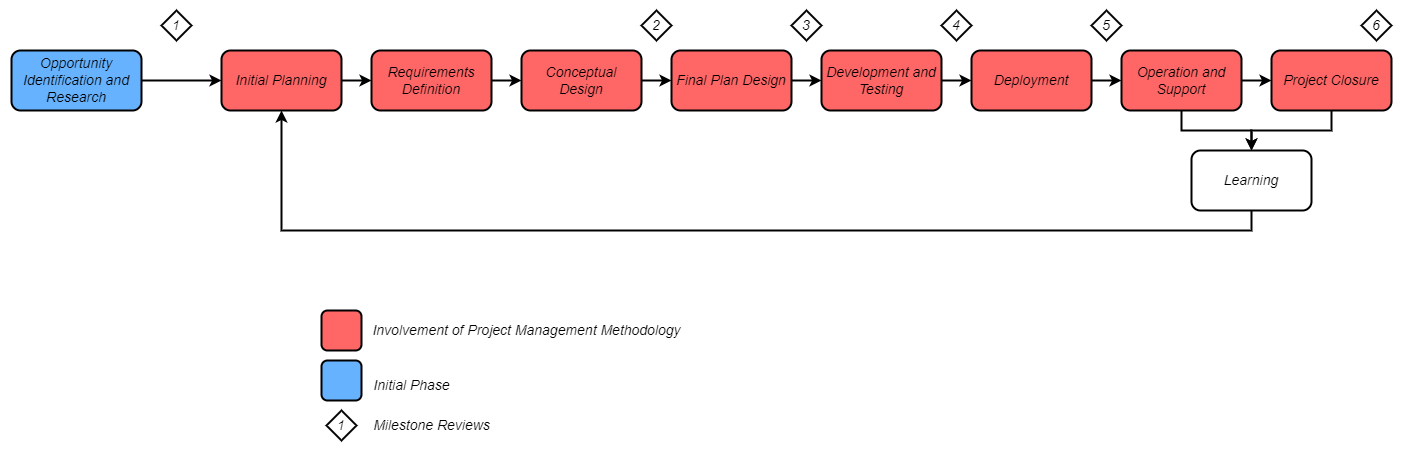 1
2
3
4
5
6
Opportunity
Identification and
Research
Initial Planning
Requirements
Definition
Conceptual
Design
Final Plan Design
Development and
Testing
Deployment
Operation and
Support
Project Closure
Learning
Involvement of Project Management Methodology
Initial Phase
1
Milestone Reviews